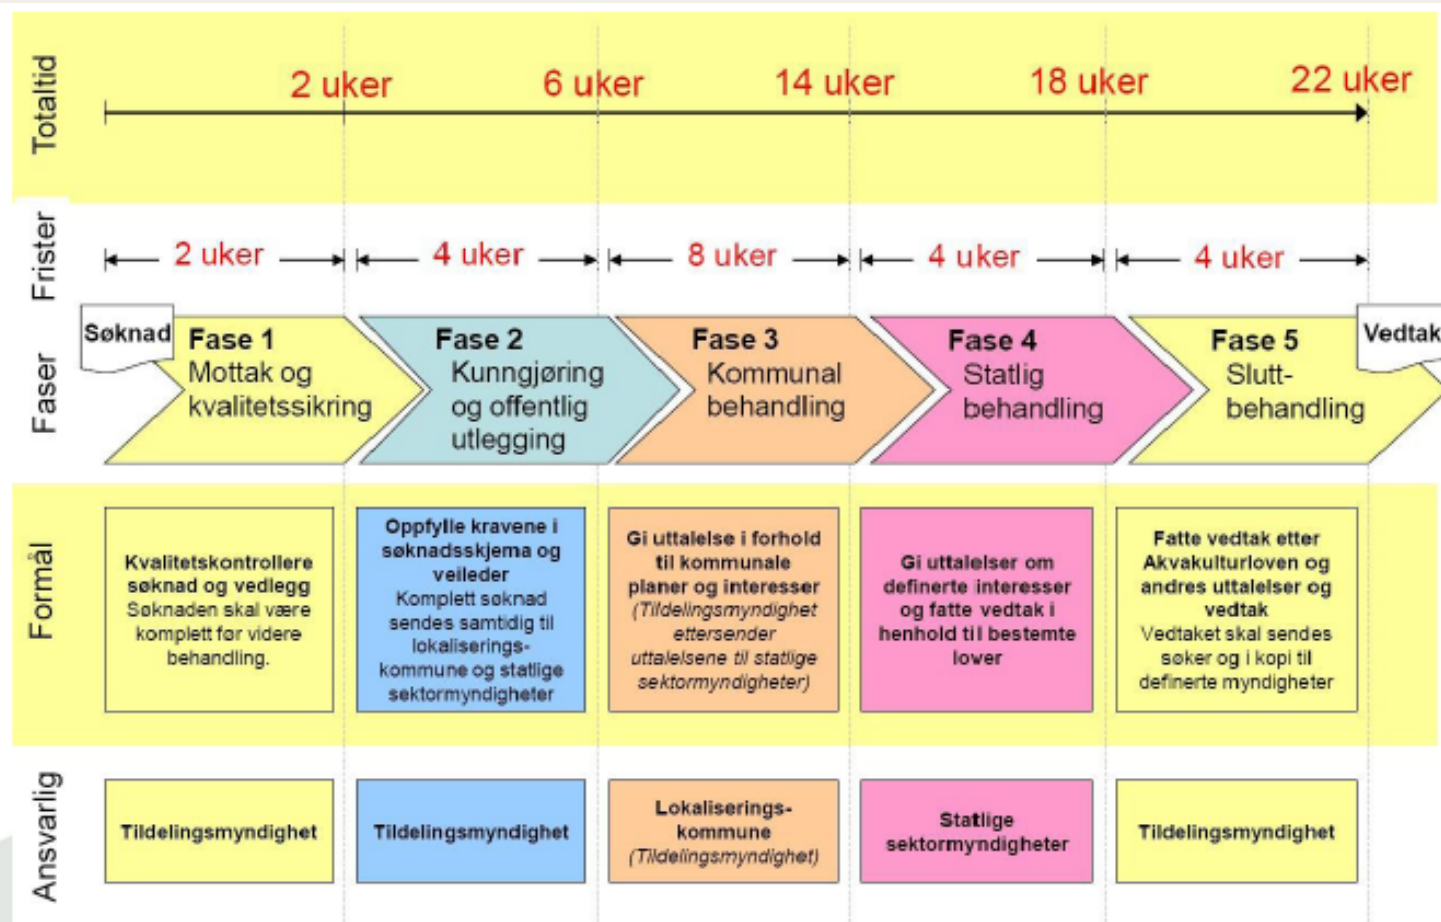 Totaltid
2 uker
6 uker
14 uker
18 uker
22 uker
Frister
2 uker
4 uker
8 uker
4 uker
4 uker
Faser
Søknad
Fase 1
Mottak og
kvalitetssikring
Fase 2
Kunngjøring
og offentlig
utlegging
Fase 3
Kommunal
behandling
Fase 4
Statlig
behandling
Fase 5
Slutt-
behandling
Vedtak
Formål
Kvalitetskontrollere
søknad og vedlegg
Søknaden skal være
komplett før videre
behandling.
Oppfylle kravene i
søknadsskjema og
veileder
Komplett søknad
sendes samtidig til
lokaliserings-
kommune og statlige
sektormyndigheter
Gi uttalelse i forhold
til kommunale
planer og interesser
(Tildelingsmyndighet
ettersender
uttalelsene til statlige
sektormyndigheter)
Gi uttalelser om
definerte interesser
og fatte vedtak i
henhold til bestemte
lover
Fatte vedtak etter
Akvakulturloven og
andres uttalelser og
vedtak
Vedtaket skal sendes
søker og i kopi til
definerte myndigheter
Ansvarlig
Tildelingsmyndighet
Tildelingsmyndighet
Lokaliserings-
kommune
(Tildelingsmyndighet)
Statlige
sektormyndigheter
Tildelingsmyndighet